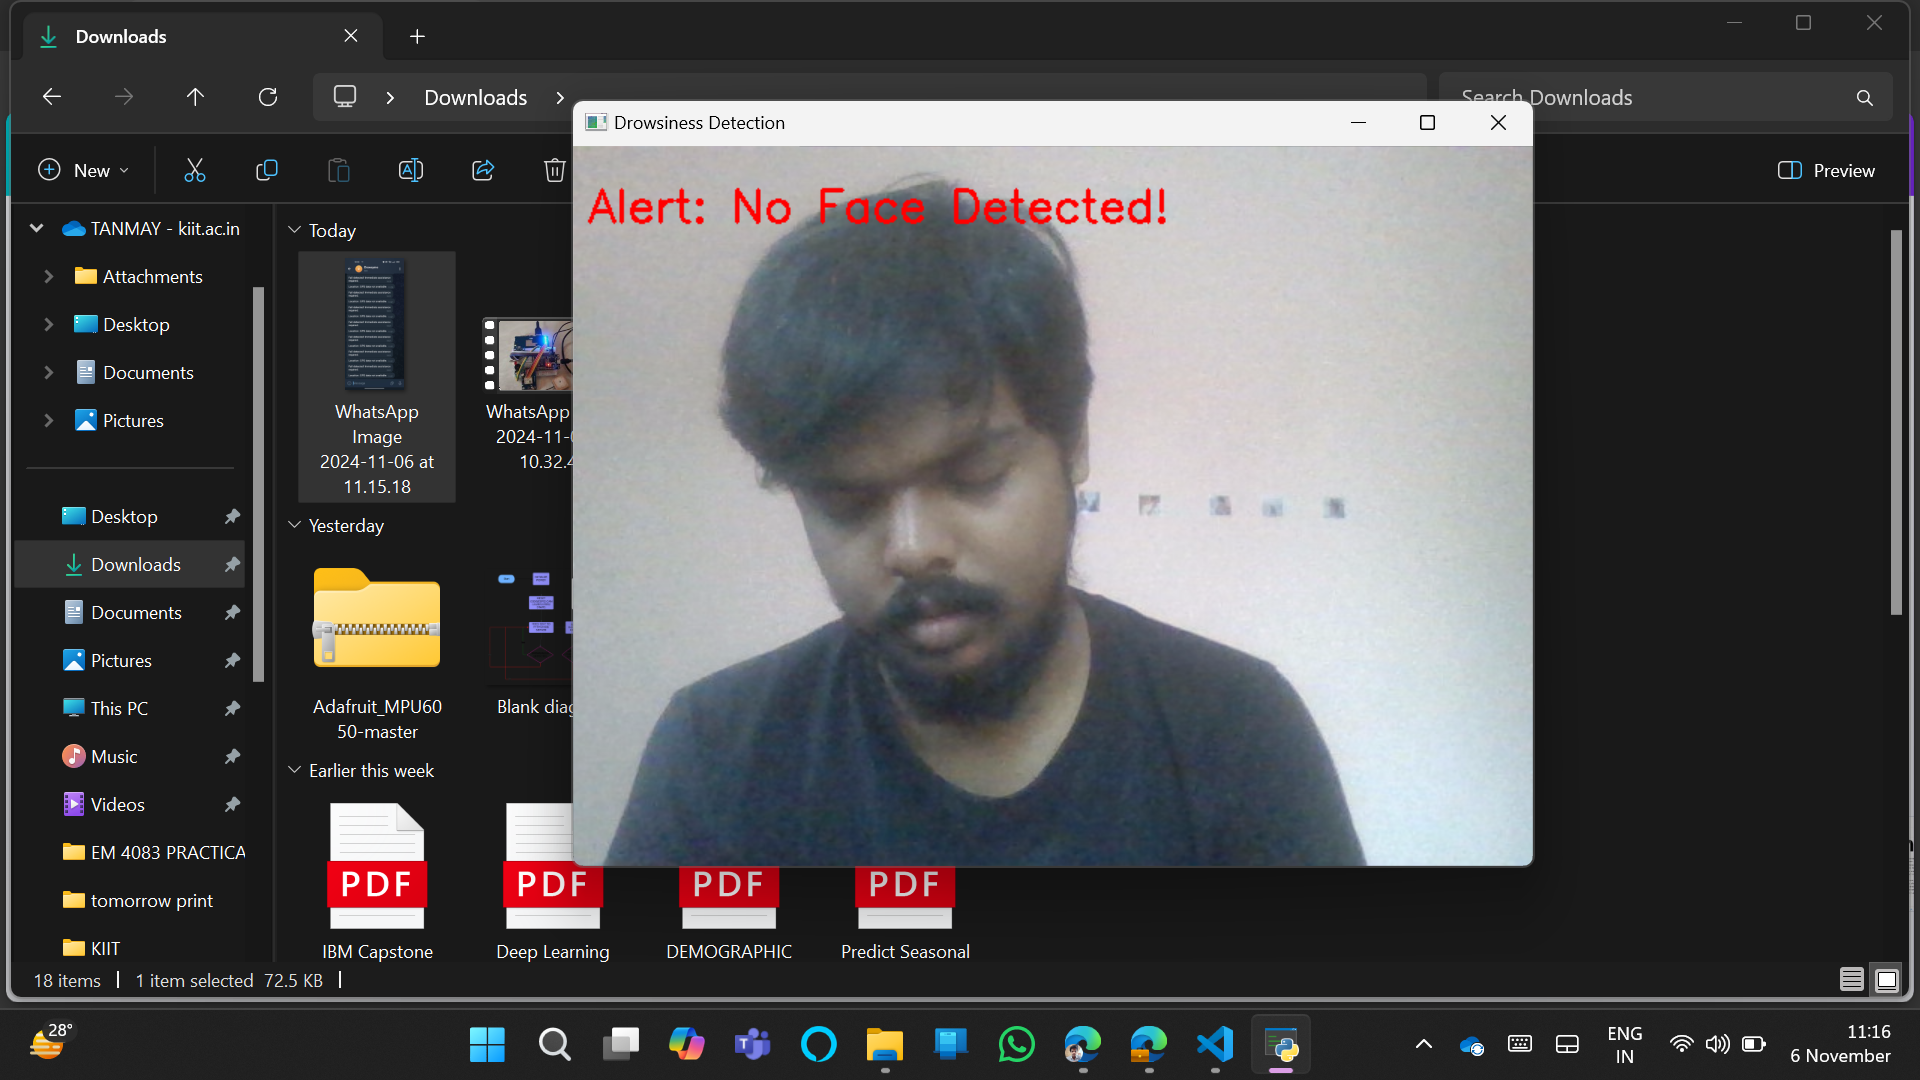 Downloads
Downloads
Search Downloads
Drowsiness Detection
New
Preview
Alert: No Face Detected!
TANMAY - kiit.ac.in
Attachments
Desktop
Documents
Pictures
Desktop
Downloads
Documents
Pictures
This PC
Music
Videos
EM 4083 PRACTICA
tomorrow print
KIIT
Today
WhatsApp
Image
2024-11-06 at
11.15.18
WhatsApp
2024-11-
10.32.4
Yesterday
Adafruit_MPU60
50-master
Blank diag
Earlier this week
PDF
PDF
PDF
PDF
IBM Capstone
Deep Learning
DEMOGRAPHIC
Predict Seasonal
18 items
1 item selected 72.5 KB
28°
ENG
IN
11:16
6 November